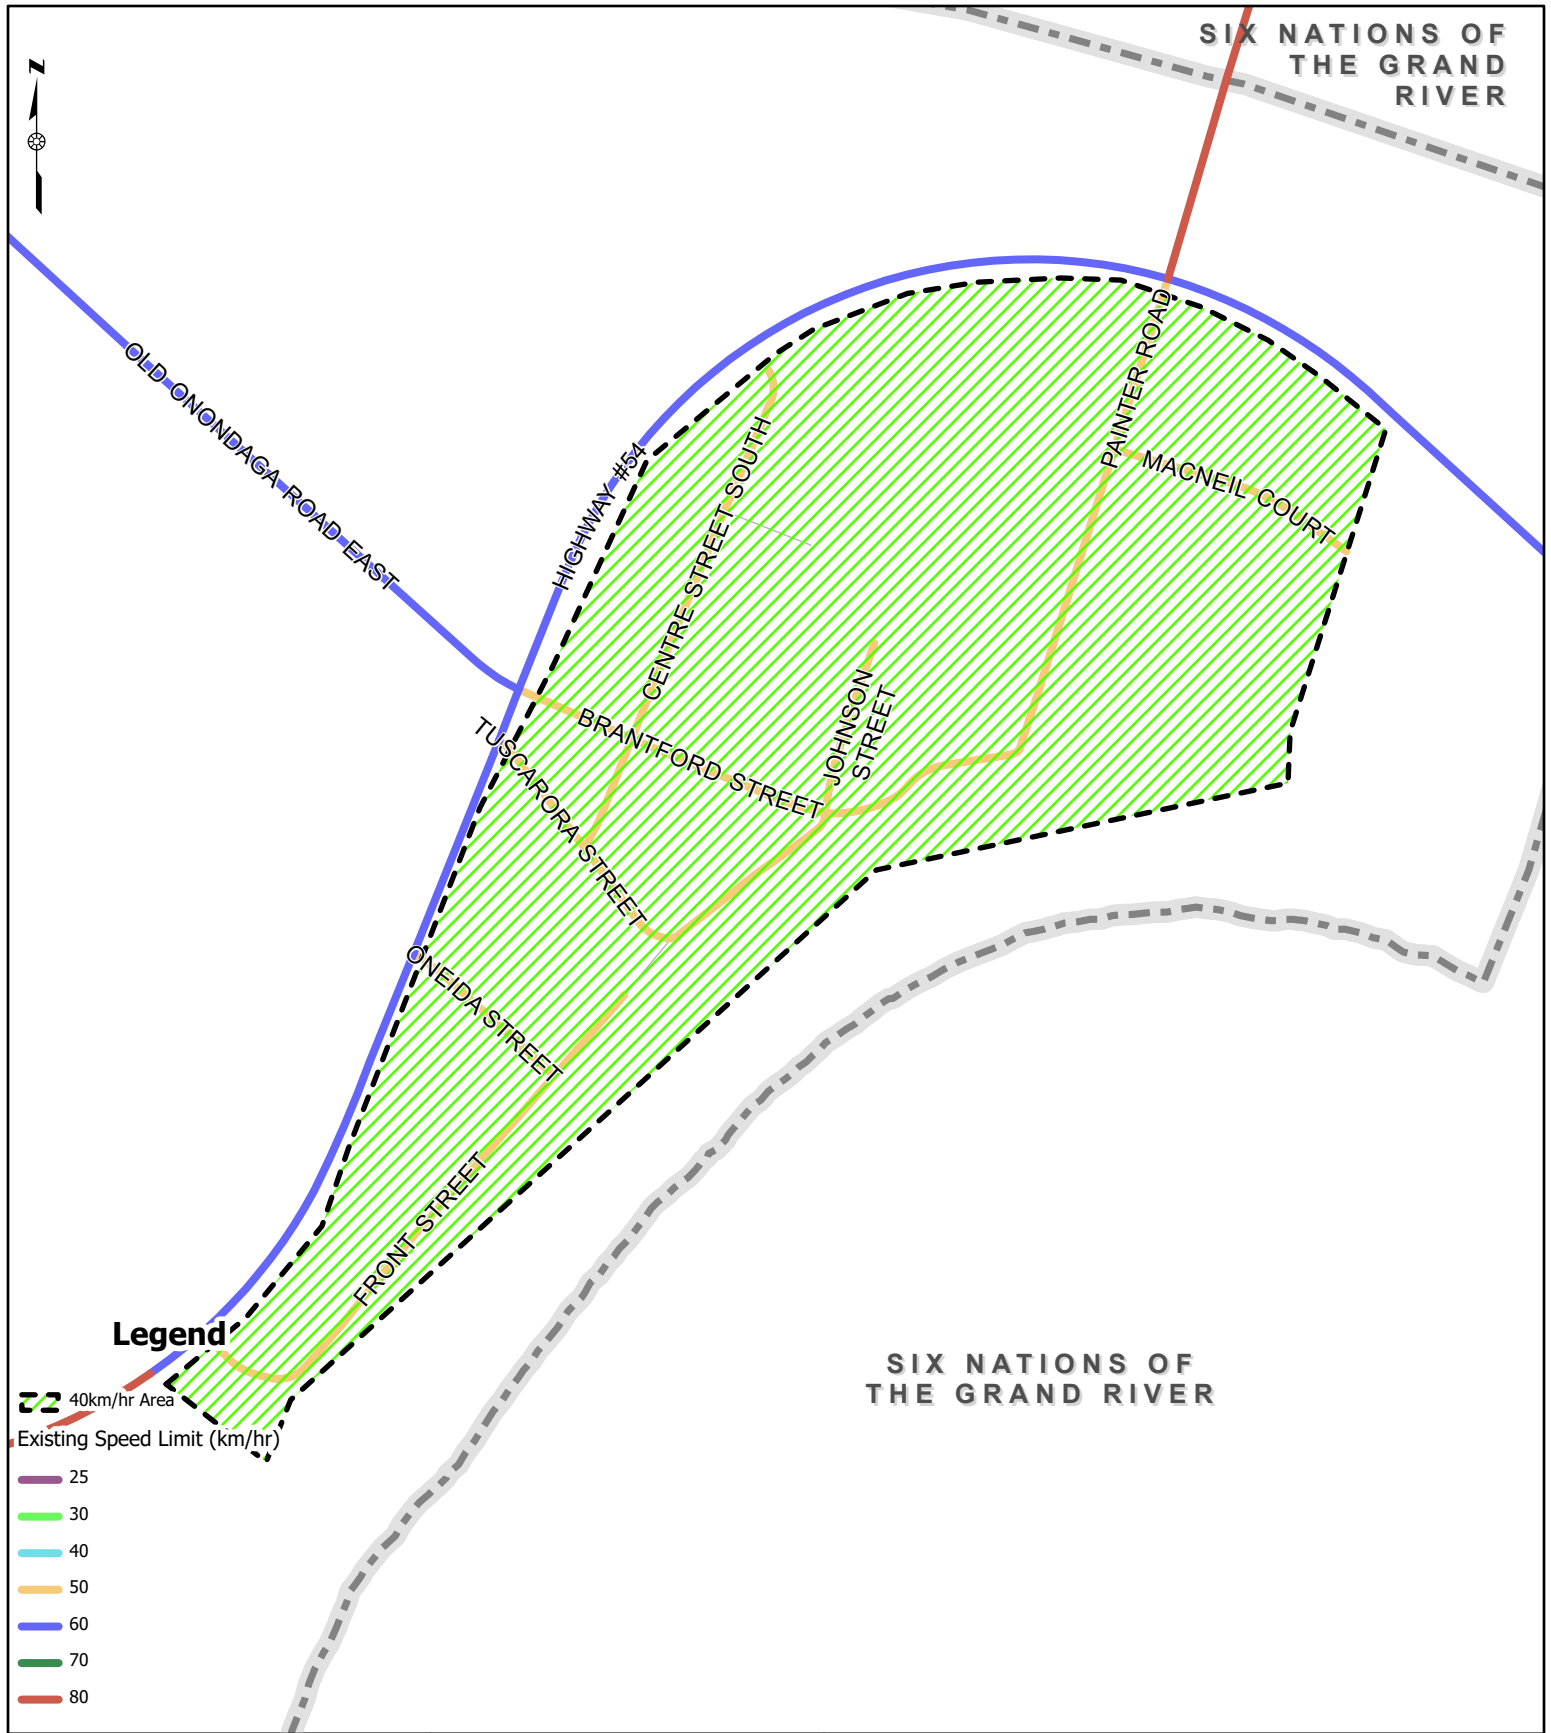 SIX NATIONS OF
THE GRAND
RIVER
N
OLD ONONDAGA ROAD EAST
HIGHWAY #54
CENTRE STREET SOUTH
PAINTER ROAD
MACNEIL COURT
JOHNSON
STREET
BRANTFORD STREET
TUSCARORA STREET
ONEIDA STREET
FRONT STREET
SIX NATIONS OF
THE GRAND RIVER
Legend
40km/hr Area
Existing Speed Limit (km/hr)
25
30
40
50
60
70
80